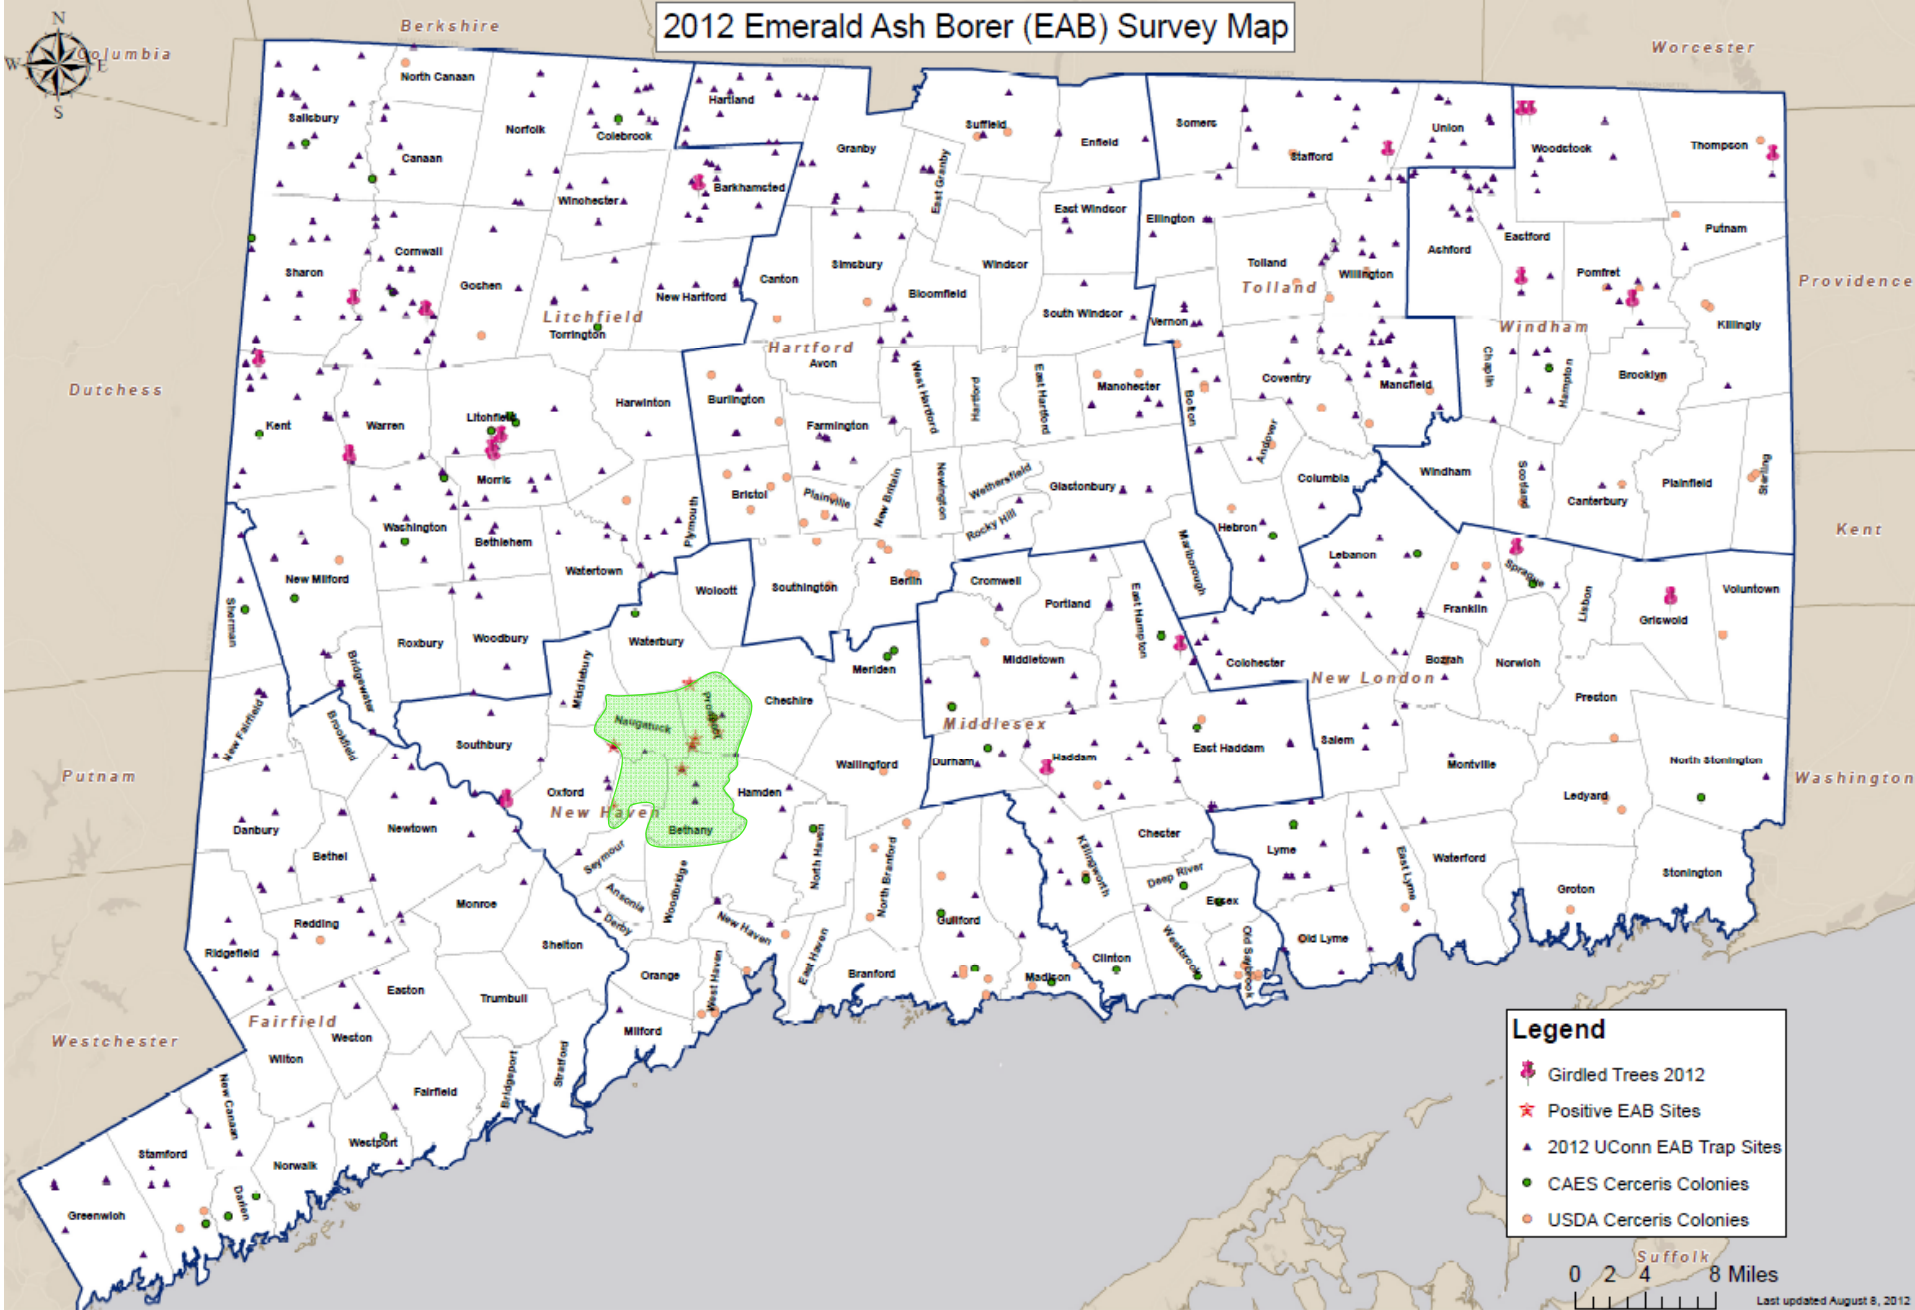 2012 Emerald Ash Borer (EAB) Survey Map
N
W
E
S
Columbia
Berkshire
Worcester
Dutchess
Putnam
Westchester
Providence
Kent
Washington
Suffolk
Litchfield
Hartford
Tolland
Windham
New London
Middlesex
New Haven
Fairfield
North Canaan
Salisbury
Canaan
Norfolk
Colebrook
Hartland
Suffield
Enfield
Somers
Stafford
Union
Woodstock
Thompson
Granby
East Granby
Barkhamsted
Winchester
East Windsor
Ellington
Ashford
Eastford
Putnam
Pomfret
Sharon
Cornwall
Goshen
Torrington
New Hartford
Canton
Simsbury
Bloomfield
Windsor
South Windsor
Vernon
Tolland
Willington
Killingly
Chaplin
Hampton
Brooklyn
Avon
West Hartford
Hartford
East Hartford
Manchester
Bolton
Coventry
Mansfield
Kent
Warren
Litchfield
Harwinton
Burlington
Farmington
Andover
Columbia
Windham
Scotland
Canterbury
Plainfield
Sterling
Morris
Washington
Bethlehem
Watertown
Plymouth
Bristol
Plainville
New Britain
Newington
Wethersfield
Rocky Hill
Glastonbury
Marlborough
Hebron
Lebanon
Sprague
Franklin
Lisbon
Griswold
Voluntown
New Milford
Sherman
Roxbury
Woodbury
Wolcott
Southington
Berlin
Cromwell
Portland
East Hampton
Bridgewater
Middlebury
Waterbury
Cheshire
Meriden
Middletown
Colchester
Bozrah
Norwich
Preston
New Fairfield
Brookfield
Southbury
Naugatuck
Prospect
Wallingford
Durham
Haddam
East Haddam
Salem
Montville
North Stonington
Ledyard
Danbury
Bethel
Newtown
Oxford
Hamden
Bethany
Seymour
Ansonia
Derby
Woodbridge
North Haven
North Branford
Guilford
Killingworth
Chester
Deep River
Essex
Lyme
East Lyme
Waterford
Groton
Stonington
Ridgefield
Redding
Monroe
Shelton
New Haven
East Haven
Branford
Madison
Clinton
Westbrook
Old Saybrook
Old Lyme
Easton
Trumbull
Orange
West Haven
Milford
Wilton
Weston
Fairfield
Bridgeport
Stratford
New Canaan
Stamford
Norwalk
Westport
Darien
Greenwich
Legend
Girdled Trees 2012
Positive EAB Sites
2012 UConn EAB Trap Sites
CAES Cerceris Colonies
USDA Cerceris Colonies
0 2 4 8 Miles
Last updated August 8, 2012